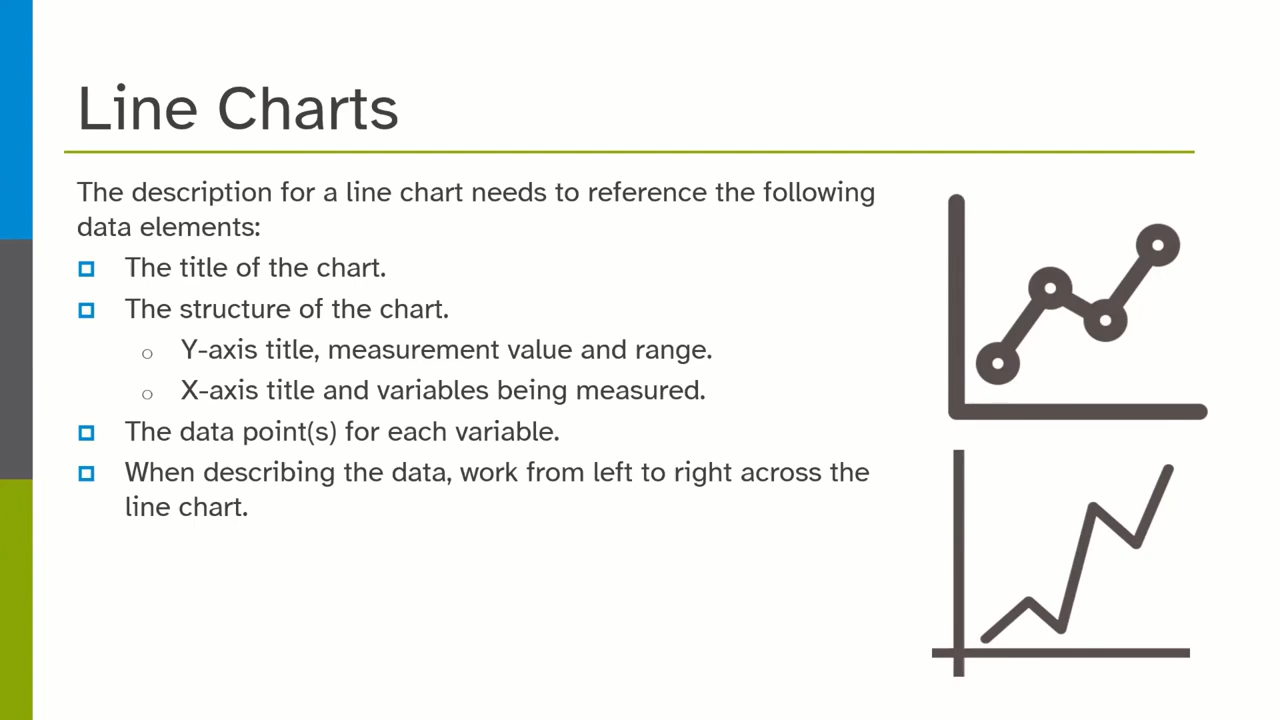 Line Charts
The description for a line chart needs to reference the following
data elements:
The title of the chart.
The structure of the chart.
Y-axis title, measurement value and range.
X-axis title and variables being measured.
The data point(s) for each variable.
When describing the data, work from left to right across the
line chart.